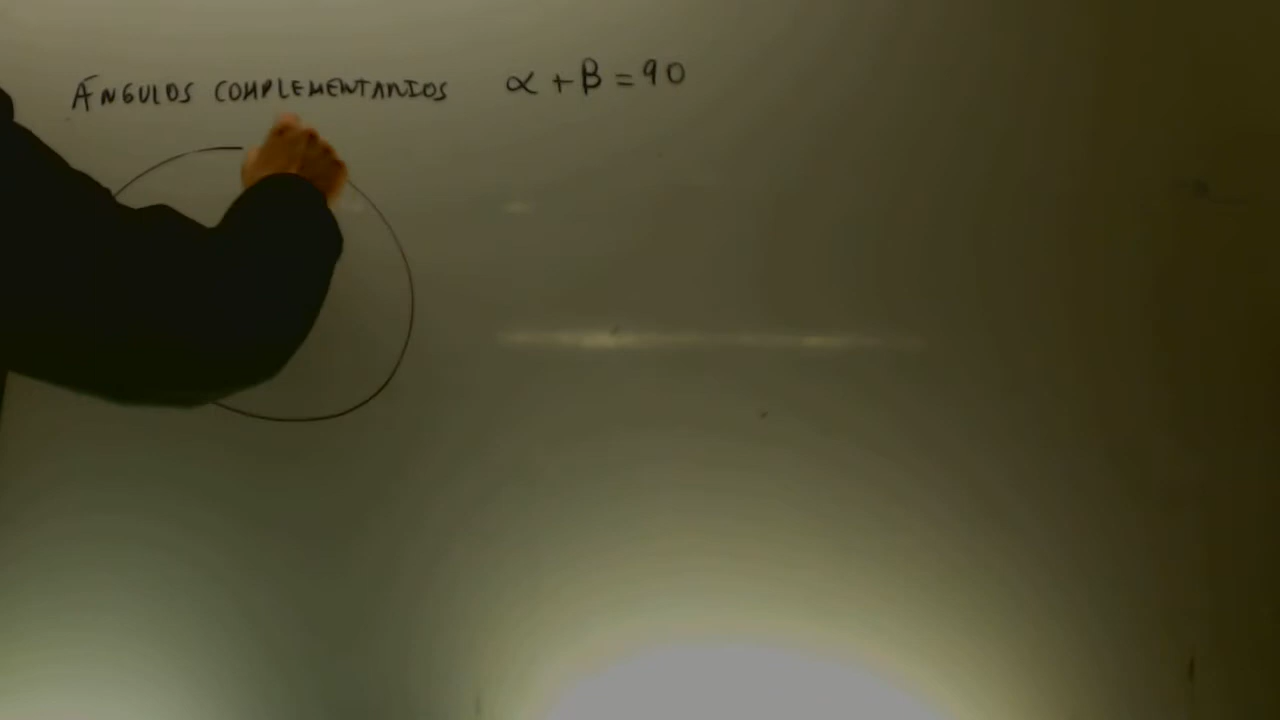 ÁNGULOS COMPLEMENTARIOS α + β = 90